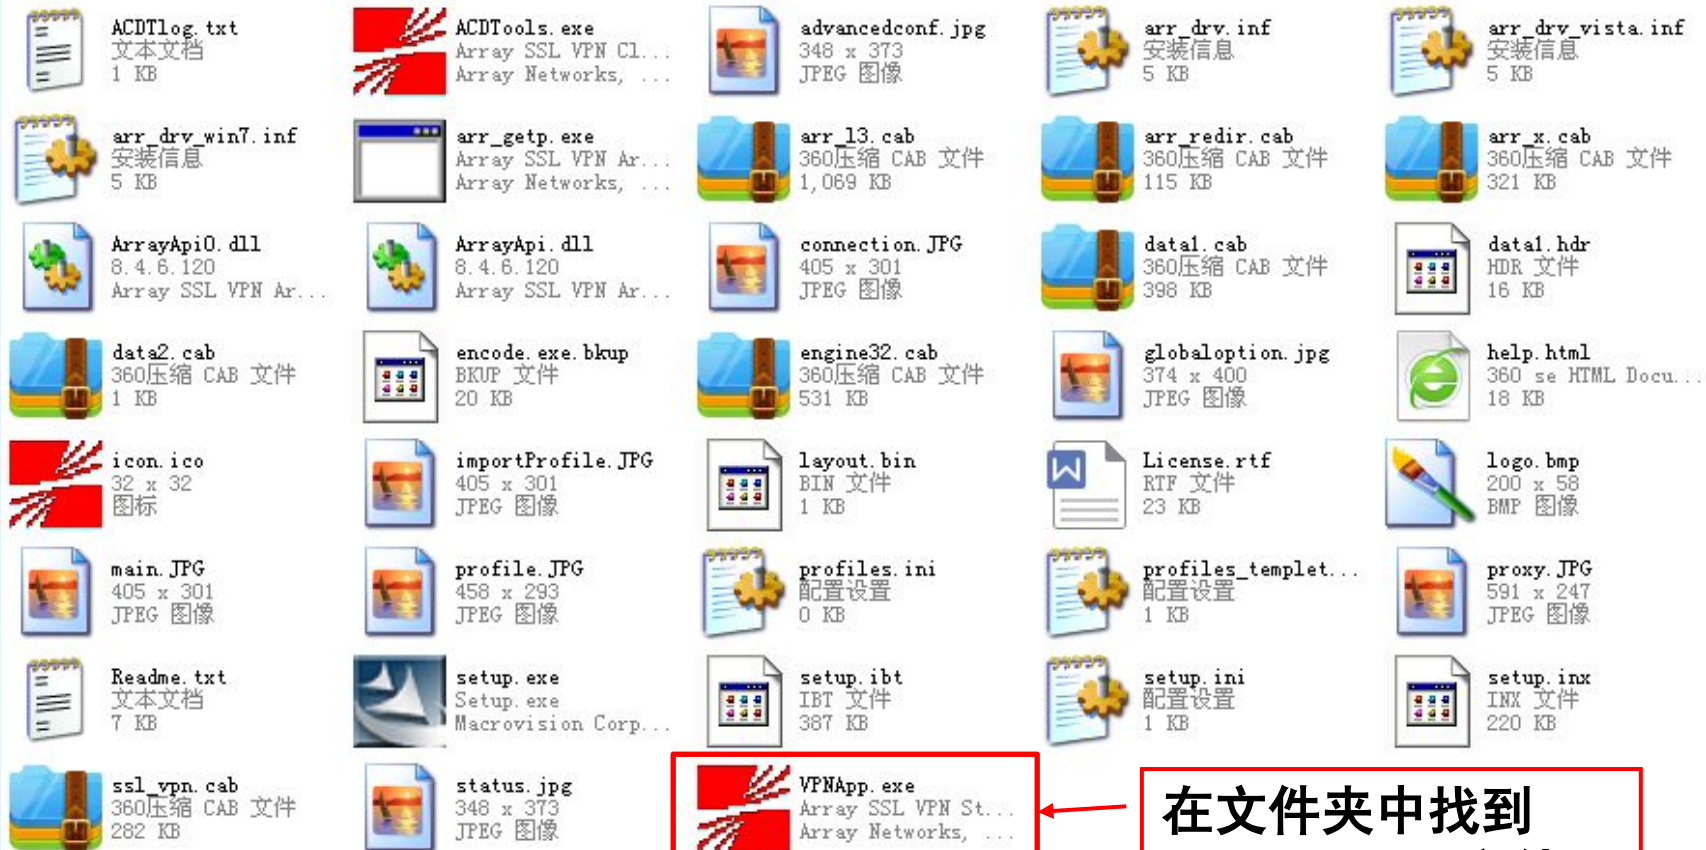 ACDTlog.txt
文本文档
1 KB
ACDTools.exe
Array SSL VPN Cl...
Array Networks, ...
advancedconf.jpg
348 x 373
JPEG 图像
arr_drv.inf
安装信息
5 KB
arr_drv_vista.inf
安装信息
5 KB
arr_drv_win7.inf
安装信息
5 KB
arr_getp.exe
Array SSL VPN Ar...
Array Networks, ...
arr_l3.cab
360压缩 CAB 文件
1,069 KB
arr_redir.cab
360压缩 CAB 文件
115 KB
arr_x.cab
360压缩 CAB 文件
321 KB
ArrayApi0.dll
8.4.6.120
Array SSL VPN Ar...
ArrayApi.dll
8.4.6.120
Array SSL VPN Ar...
connection.JPG
405 x 301
JPEG 图像
data1.cab
360压缩 CAB 文件
398 KB
data1.hdr
HDR 文件
16 KB
data2.cab
360压缩 CAB 文件
1 KB
encode.exe.bkup
BKUP 文件
20 KB
engine32.cab
360压缩 CAB 文件
531 KB
globaloption.jpg
374 x 400
JPEG 图像
help.html
360 se HTML Docu...
18 KB
icon.ico
32 x 32
图标
importProfile.JPG
405 x 301
JPEG 图像
layout.bin
BIN 文件
1 KB
License.rtf
RTF 文件
23 KB
logo.bmp
200 x 58
BMP 图像
main.JPG
405 x 301
JPEG 图像
profile.JPG
458 x 293
JPEG 图像
profiles.ini
配置设置
0 KB
profiles_templet...
配置设置
1 KB
proxy.JPG
591 x 247
JPEG 图像
Readme.txt
文本文档
7 KB
setup.exe
Setup.exe
Macrovision Corp...
setup.ibt
IBT 文件
387 KB
setup.ini
配置设置
1 KB
setup.inx
INX 文件
220 KB
ssl_vpn.cab
360压缩 CAB 文件
282 KB
status.jpg
348 x 373
JPEG 图像
VPNApp.exe
Array SSL VPN St...
Array Networks, ...
在文件夹中找到